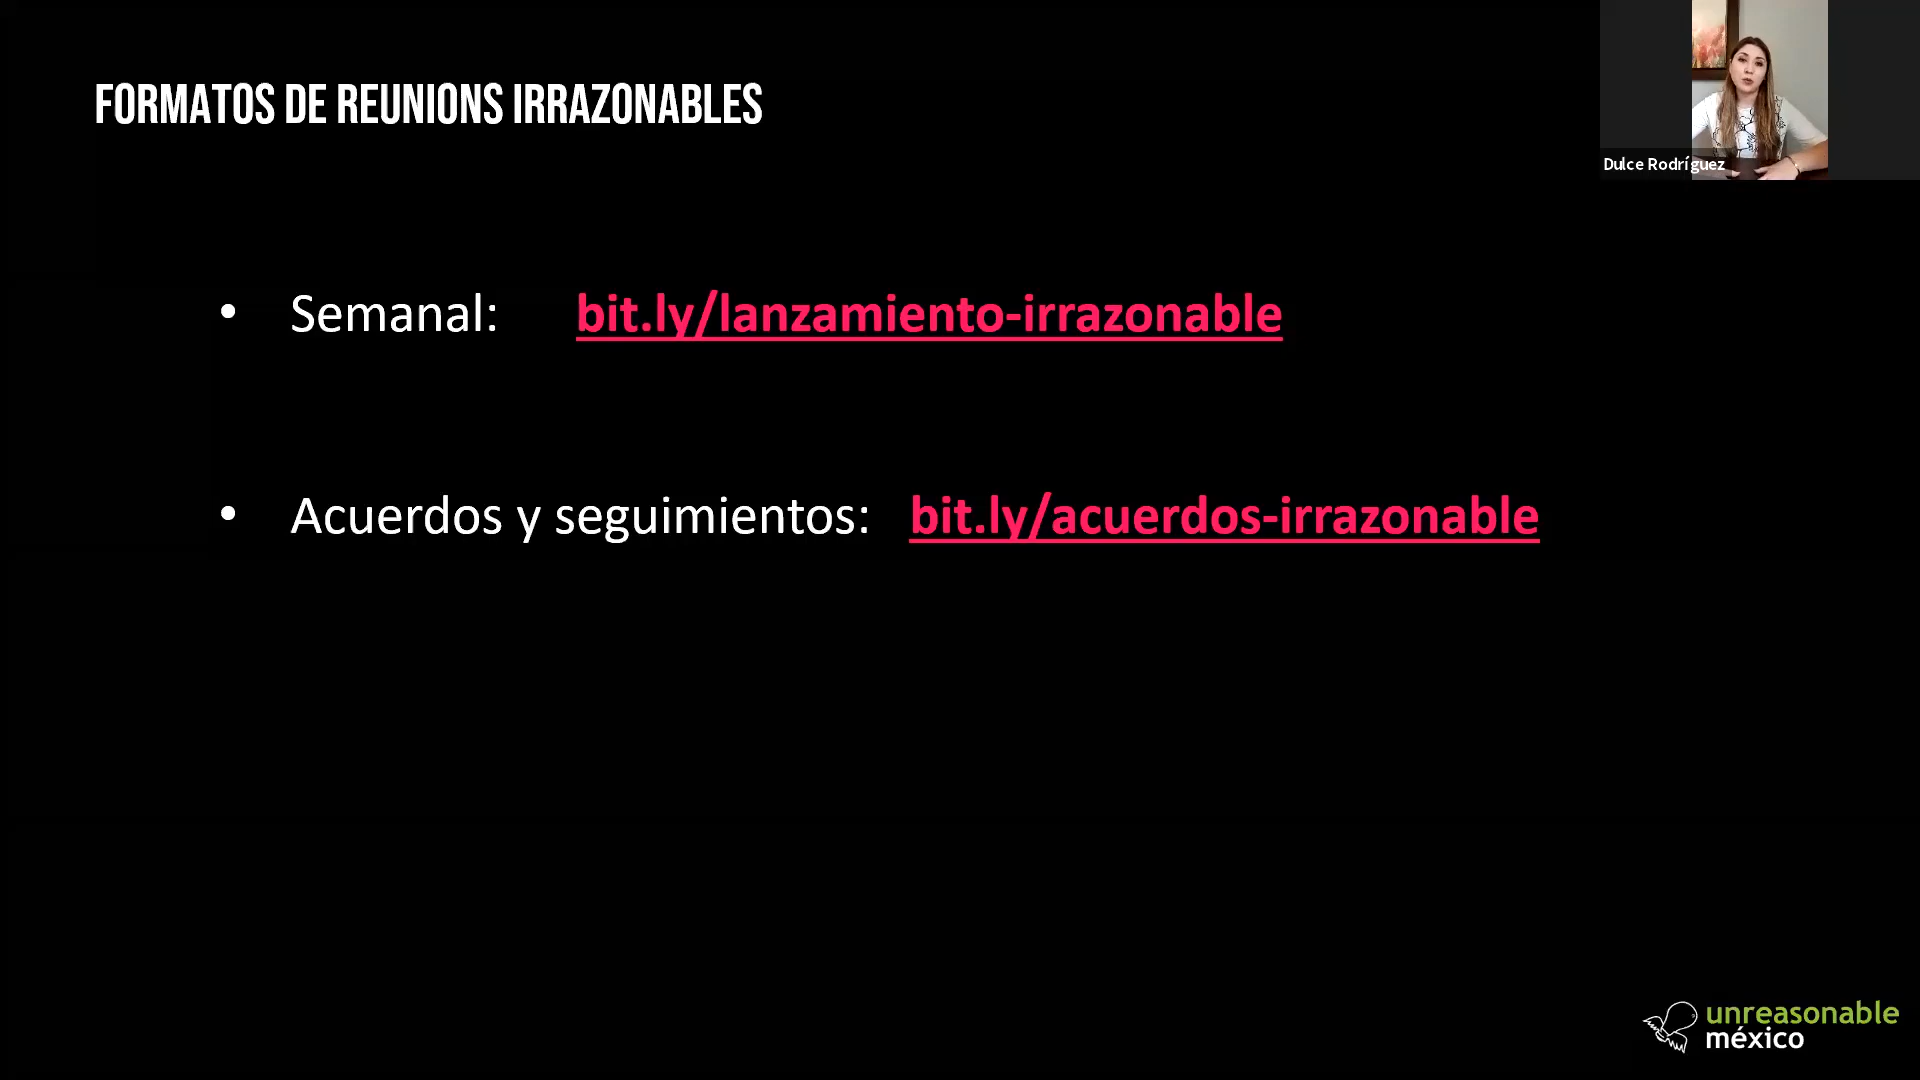 FORMATOS DE REUNIONS IRRAZONABLES
Dulce Rodríguez
• Semanal: bit.ly/lanzamiento-irrazonable
• Acuerdos y seguimientos: bit.ly/acuerdos-irrazonable
unreasonable
méxico